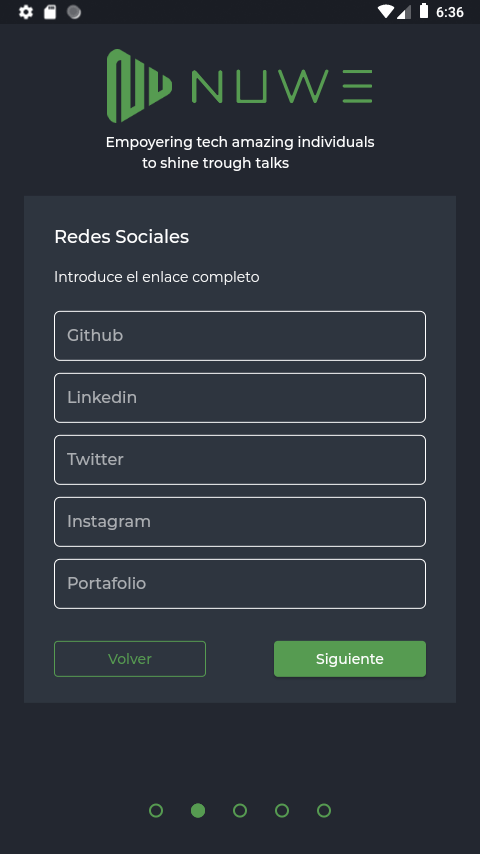 6:36
NUWE
Empoyering tech amazing individuals
to shine trough talks
Redes Sociales
Introduce el enlace completo
Github
Linkedin
Twitter
Instagram
Portafolio
Volver
Siguiente